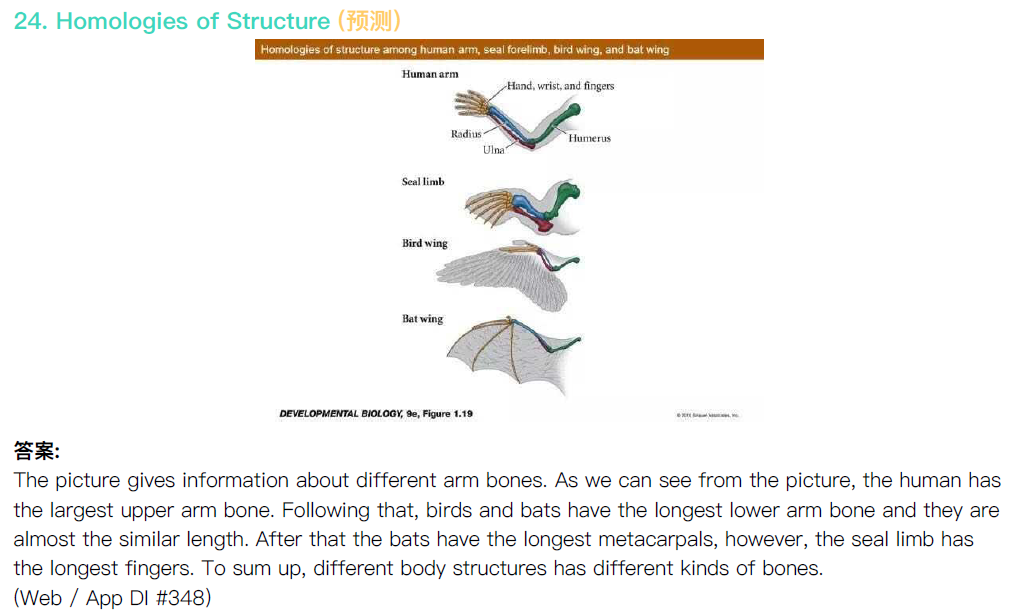 24. Homologies of Structure (预测)
Homologies of structure among human arm, seal forelimb, bird wing, and bat wing
Human arm
Hand, wrist, and fingers
Radius
Humerus
Ulna
Seal limb
Bird wing
Bat wing
DEVELOPMENTAL BIOLOGY, 9e, Figure 1.19
© 2010 Sinauer Associates, Inc.
答案:
The picture gives information about different arm bones. As we can see from the picture, the human has
the largest upper arm bone. Following that, birds and bats have the longest lower arm bone and they are
almost the similar length. After that the bats have the longest metacarpals, however, the seal limb has
the longest fingers. To sum up, different body structures has different kinds of bones.
(Web / App DI #348)